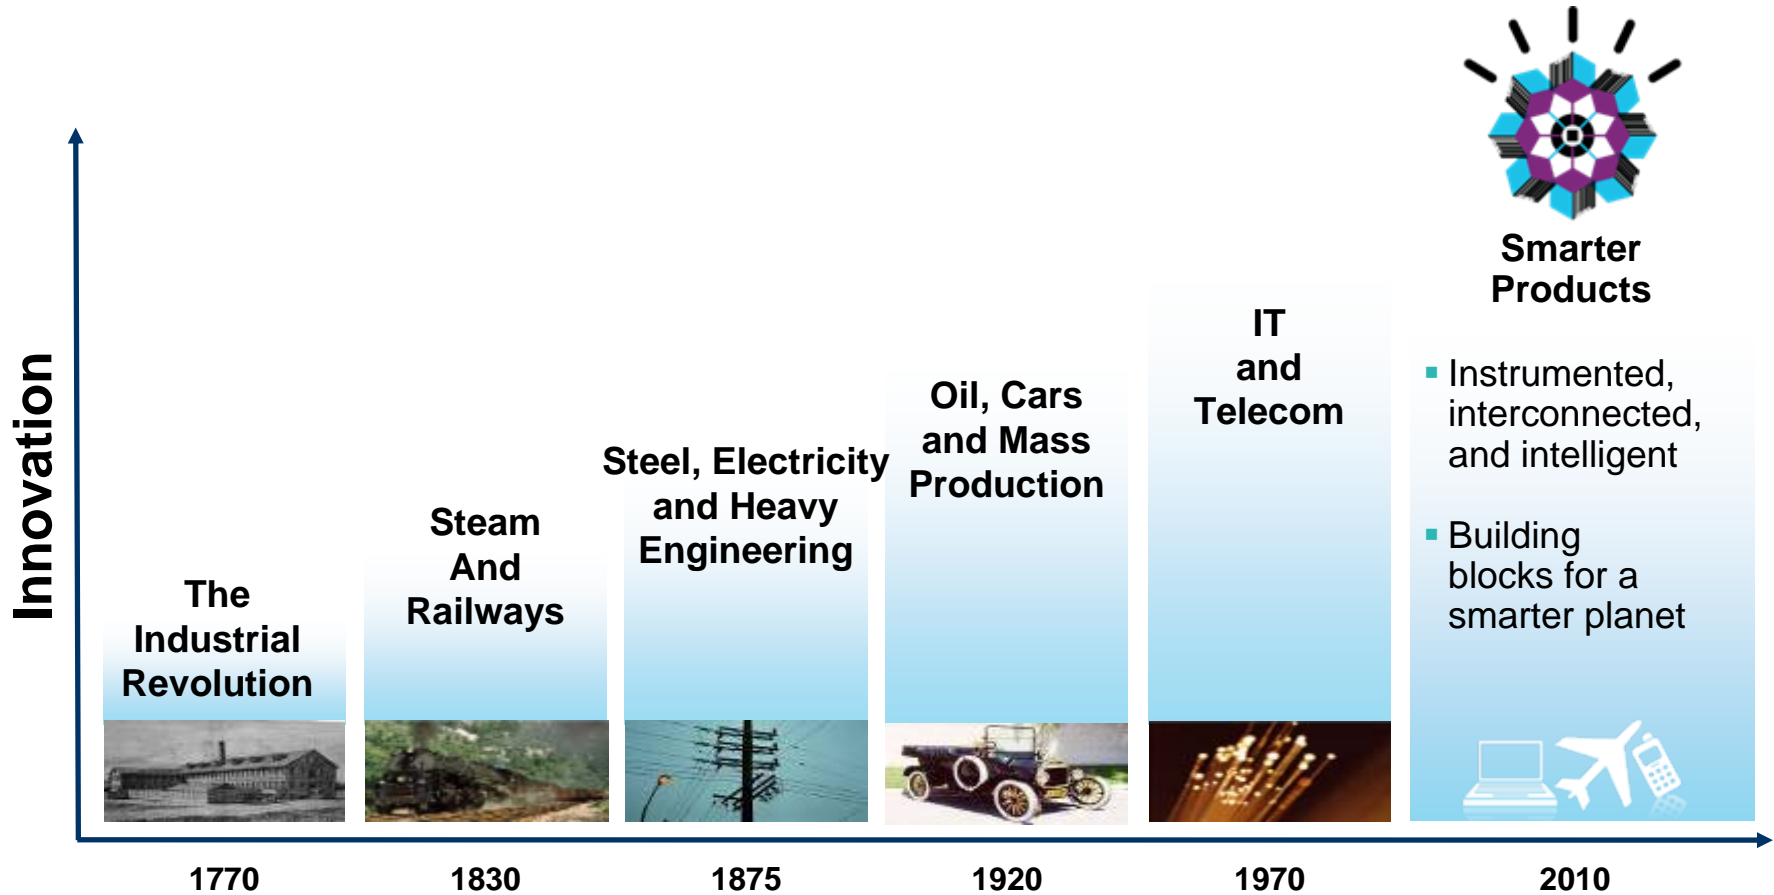 Innovation
The
Industrial
Revolution
Steam
And
Railways
Steel, Electricity
and Heavy
Engineering
Oil, Cars
and Mass
Production
IT
and
Telecom
Smarter
Products
▪ Instrumented,
interconnected,
and intelligent
▪ Building
blocks for a
smarter planet
1770
1830
1875
1920
1970
2010